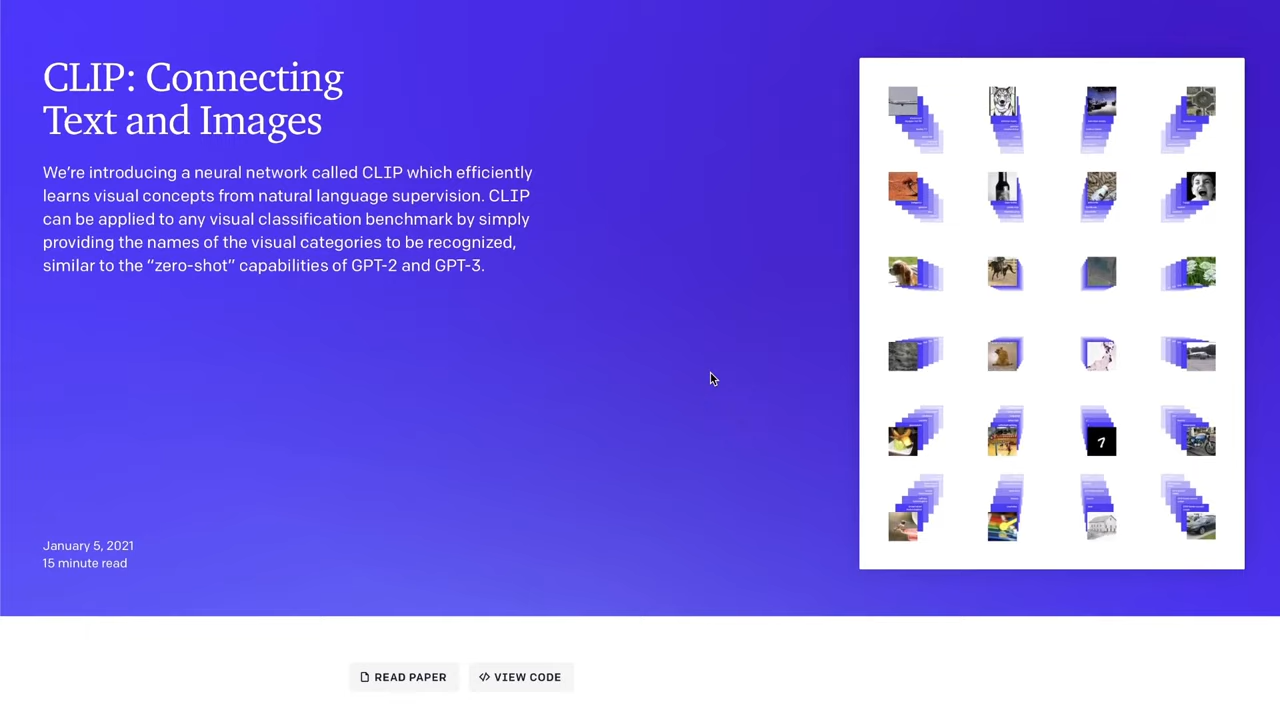 CLIP: Connecting
Text and Images
We’re introducing a neural network called CLIP which efficiently
learns visual concepts from natural language supervision. CLIP
can be applied to any visual classification benchmark by simply
providing the names of the visual categories to be recognized,
similar to the “zero-shot” capabilities of GPT-2 and GPT-3.
January 5, 2021
15 minute read
READ PAPER
VIEW CODE